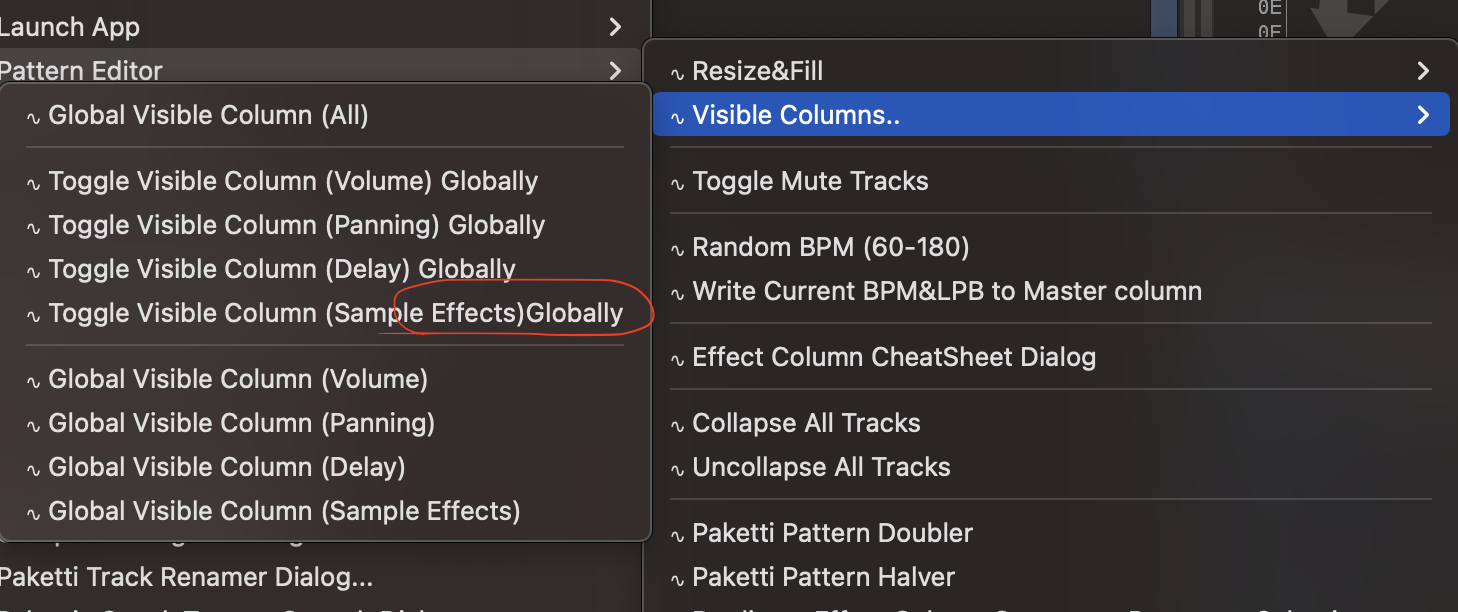 0E
0E
Launch App
Pattern Editor
Global Visible Column (All)
Toggle Visible Column (Volume) Globally
Toggle Visible Column (Panning) Globally
Toggle Visible Column (Delay) Globally
Toggle Visible Column (Sample Effects)Globally
Global Visible Column (Volume)
Global Visible Column (Panning)
Global Visible Column (Delay)
Global Visible Column (Sample Effects)
Paketti Track Renamer Dialog...
Resize&Fill
Visible Columns..
Toggle Mute Tracks
Random BPM (60-180)
Write Current BPM&LPB to Master column
Effect Column CheatSheet Dialog
Collapse All Tracks
Uncollapse All Tracks
Paketti Pattern Doubler
Paketti Pattern Halver